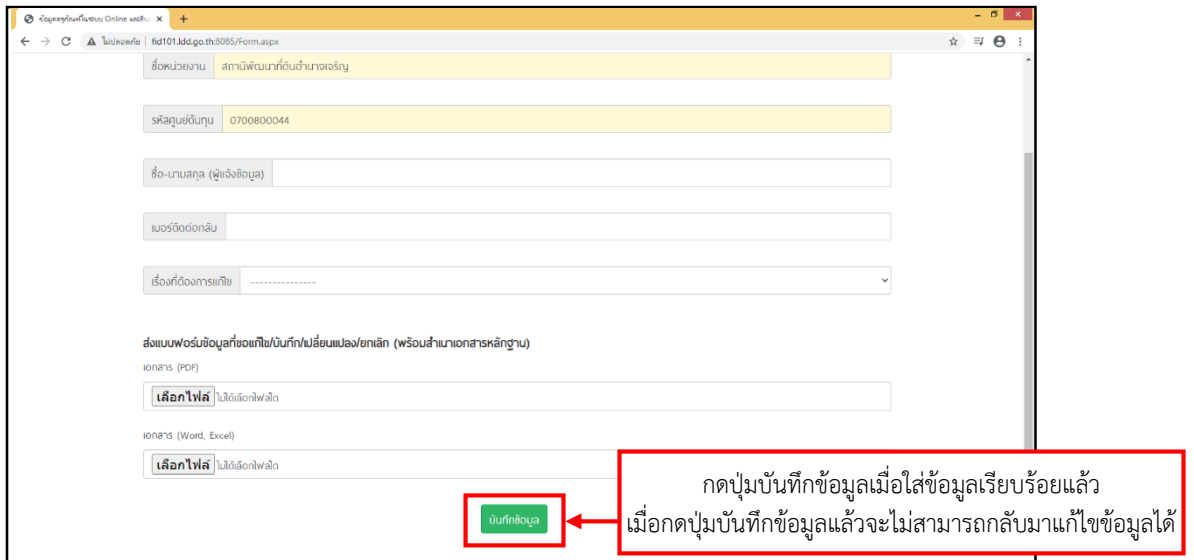 ข้อมูลครุภัณฑ์ในระบบ Online และสิน
ไม่ปลอดภัย | fid101.ldd.go.th:8085/Form.aspx
ชื่อหน่วยงาน สถานีพัฒนาที่ดินอำนาจเจริญ
รหัสศูนย์ต้นทุน 0700800044
ชื่อ-นามสกุล (ผู้แจ้งข้อมูล)
เบอร์ติดต่อกลับ
เรื่องที่ต้องการแก้ไข ---------------
ส่งแบบฟอร์มข้อมูลที่ขอแก้ไข/บันทึก/เปลี่ยนแปลง/ยกเลิก (พร้อมสำเนาเอกสารหลักฐาน)
เอกสาร (PDF)
เลือกไฟล์ ไม่ได้เลือกไฟล์ใด
เอกสาร (Word, Excel)
เลือกไฟล์ ไม่ได้เลือกไฟล์ใด
บันทึกข้อมูล
กดปุ่มบันทึกข้อมูลเมื่อใส่ข้อมูลเรียบร้อยแล้ว
เมื่อกดปุ่มบันทึกข้อมูลแล้วจะไม่สามารถกลับมาแก้ไขข้อมูลได้